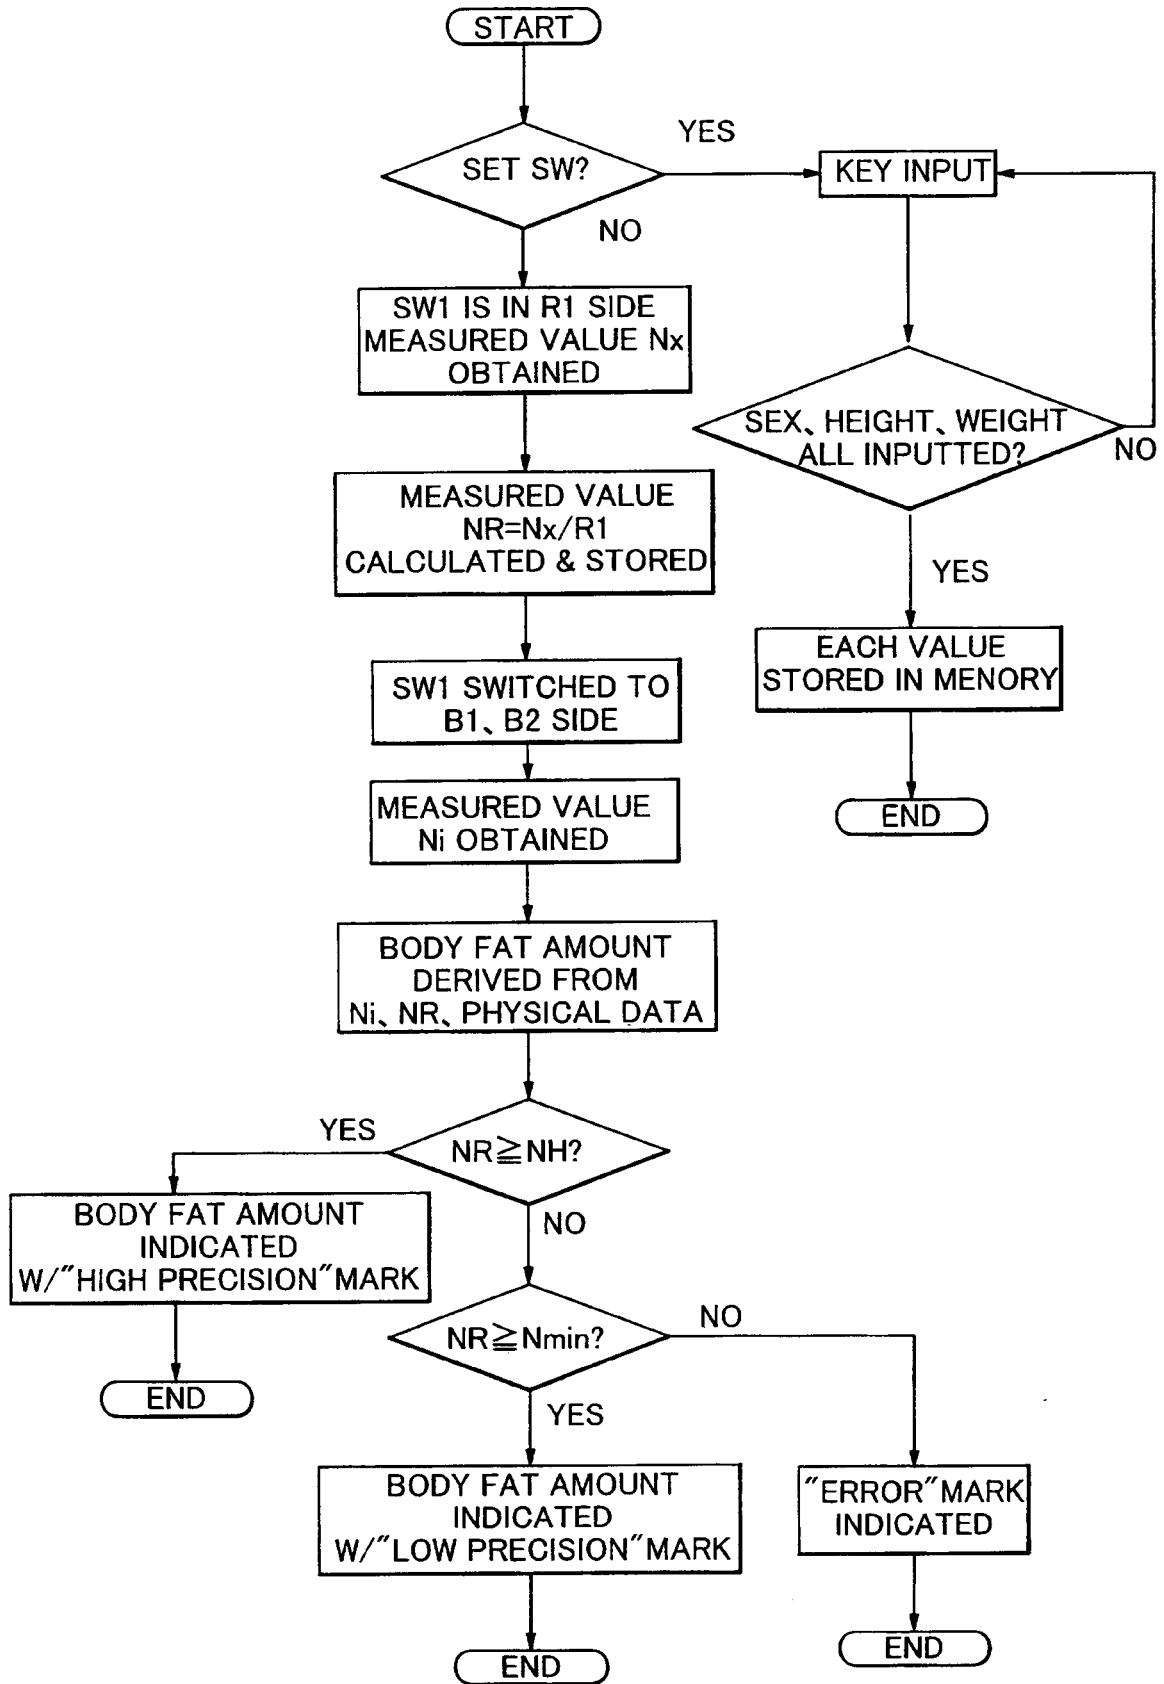 START
SET SW?
YES
KEY INPUT
NO
SW1 IS IN R1 SIDE
MEASURED VALUE Nx
OBTAINED
SEX、HEIGHT、WEIGHT
ALL INPUTTED?
NO
MEASURED VALUE
NR=Nx/R1
CALCULATED & STORED
YES
EACH VALUE
STORED IN MENORY
SW1 SWITCHED TO
B1、B2 SIDE
MEASURED VALUE
Ni OBTAINED
END
BODY FAT AMOUNT
DERIVED FROM
Ni、NR、PHYSICAL DATA
YES
NR≧NH?
NO
BODY FAT AMOUNT
INDICATED
W/"HIGH PRECISION"MARK
NR≧Nmin?
NO
END
YES
BODY FAT AMOUNT
INDICATED
W/"LOW PRECISION"MARK
"ERROR"MARK
INDICATED
END
END